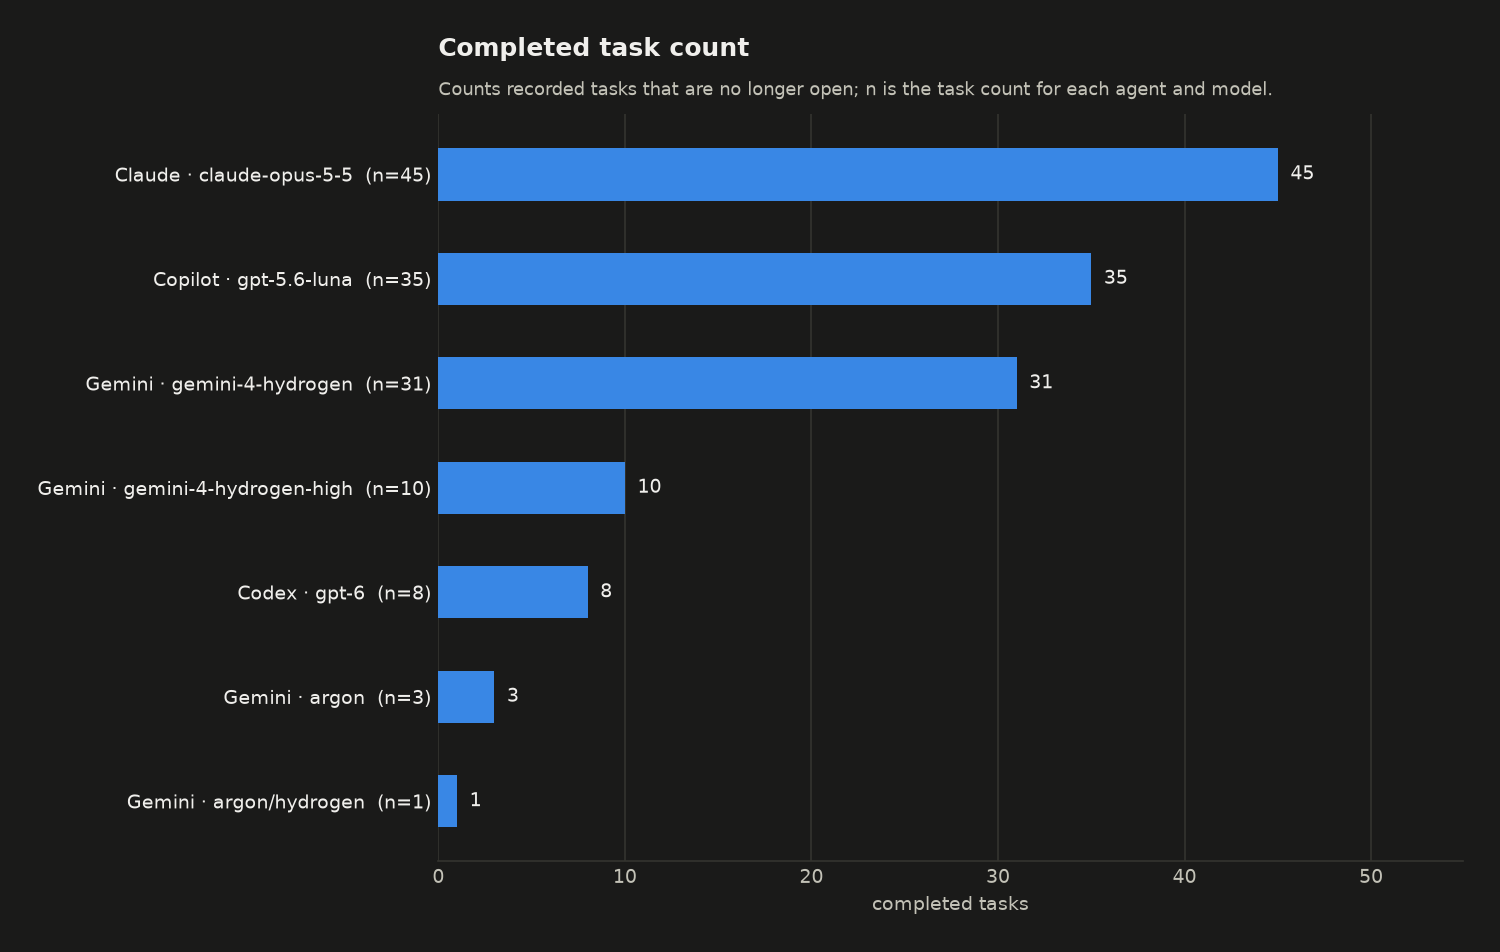 Completed task count
Counts recorded tasks that are no longer open; n is the task count for each agent and model.
Claude · claude-opus-5-5  (n=45)
45
Copilot · gpt-5.6-luna  (n=35)
35
Gemini · gemini-4-hydrogen  (n=31)
31
Gemini · gemini-4-hydrogen-high  (n=10)
10
Codex · gpt-6  (n=8)
8
Gemini · argon  (n=3)
3
Gemini · argon/hydrogen  (n=1)
1
0 10 20 30 40 50
completed tasks